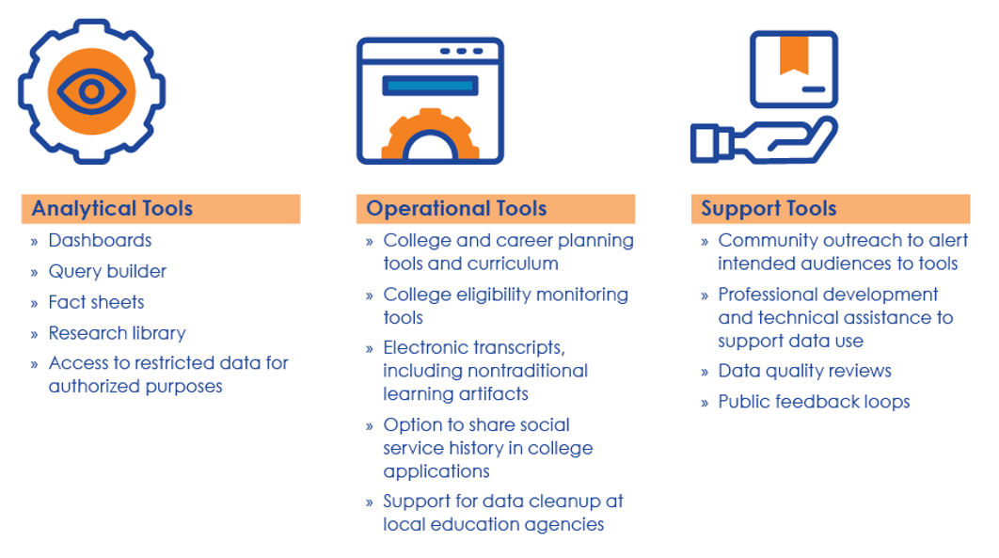 Analytical Tools
» Dashboards
» Query builder
» Fact sheets
» Research library
» Access to restricted data for
authorized purposes
Operational Tools
» College and career planning
tools and curriculum
» College eligibility monitoring
tools
» Electronic transcripts,
including nontraditional
learning artifacts
» Option to share social
service history in college
applications
» Support for data cleanup at
local education agencies
Support Tools
» Community outreach to alert
intended audiences to tools
» Professional development
and technical assistance to
support data use
» Data quality reviews
» Public feedback loops